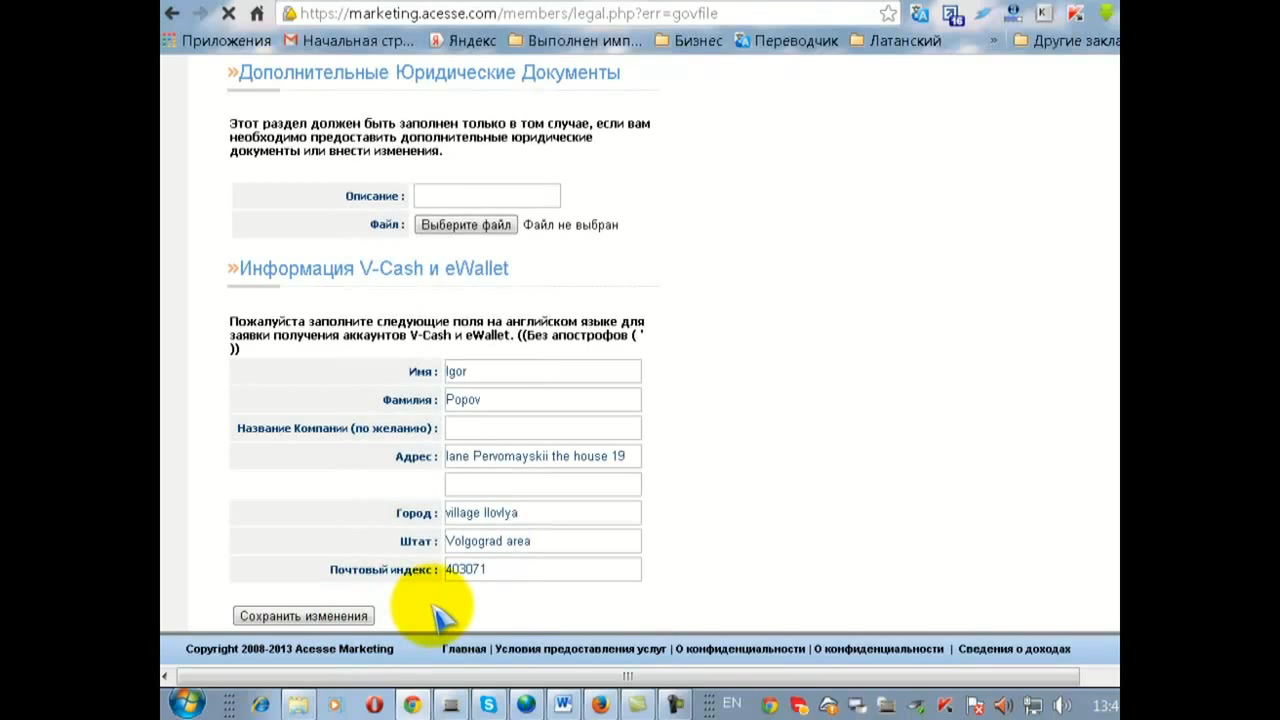 https://marketing.acesse.com/members/legal.php?err=govfile
16
K
Приложения Начальная стр... Яндекс Выполнен имп... Бизнес Переводчик Латанский » Другие закла
»Дополнительные Юридические Документы
Этот раздел должен быть заполнен только в том случае, если вам
необходимо предоставить дополнительные юридические
документы или внести изменения.
Описание :
Файл : Выберите файл Файл не выбран
»Информация V-Cash и eWallet
Пожалуйста заполните следующие поля на английском языке для
заявки получения аккаунтов V-Cash и eWallet. ((Без апострофов ( '
))
Имя : Igor
Фамилия : Popov
Название Компании (по желанию) :
Адрес : lane Pervomayskii the house 19
Город : village Ilovlya
Штат : Volgograd area
Почтовый индекс : 403071
Сохранить изменения
Copyright 2008-2013 Acesse Marketing Главная | Условия предоставления услуг | О конфиденциальности | О конфиденциальности | Сведения о доходах
EN 13:4